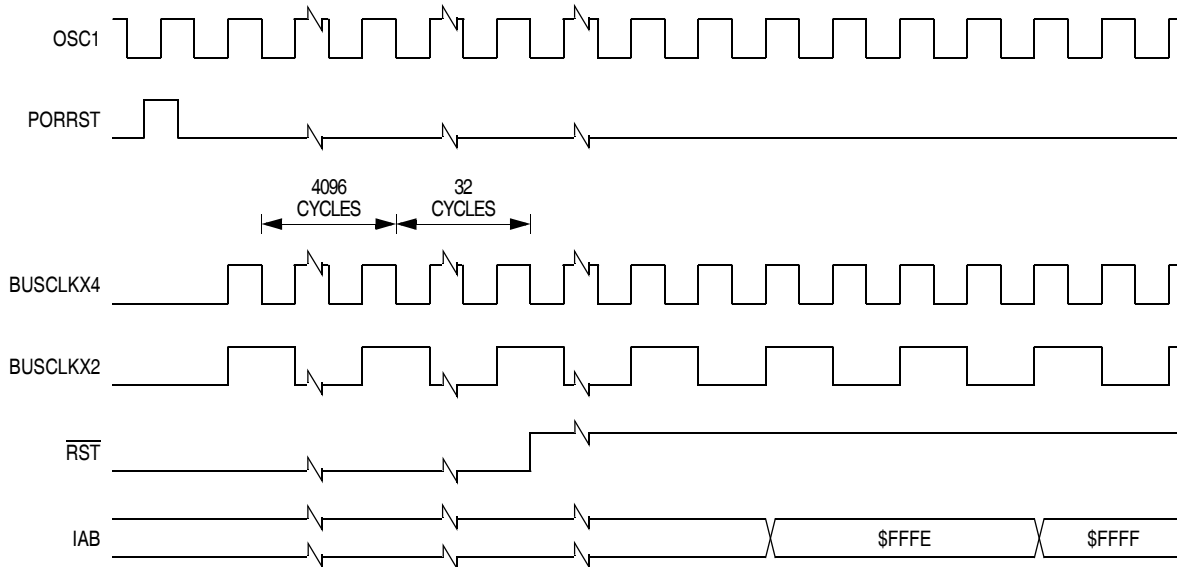 OSC1
PORRST
4096
CYCLES
32
CYCLES
BUSCLKX4
BUSCLKX2
RST
IAB
$FFFE
$FFFF